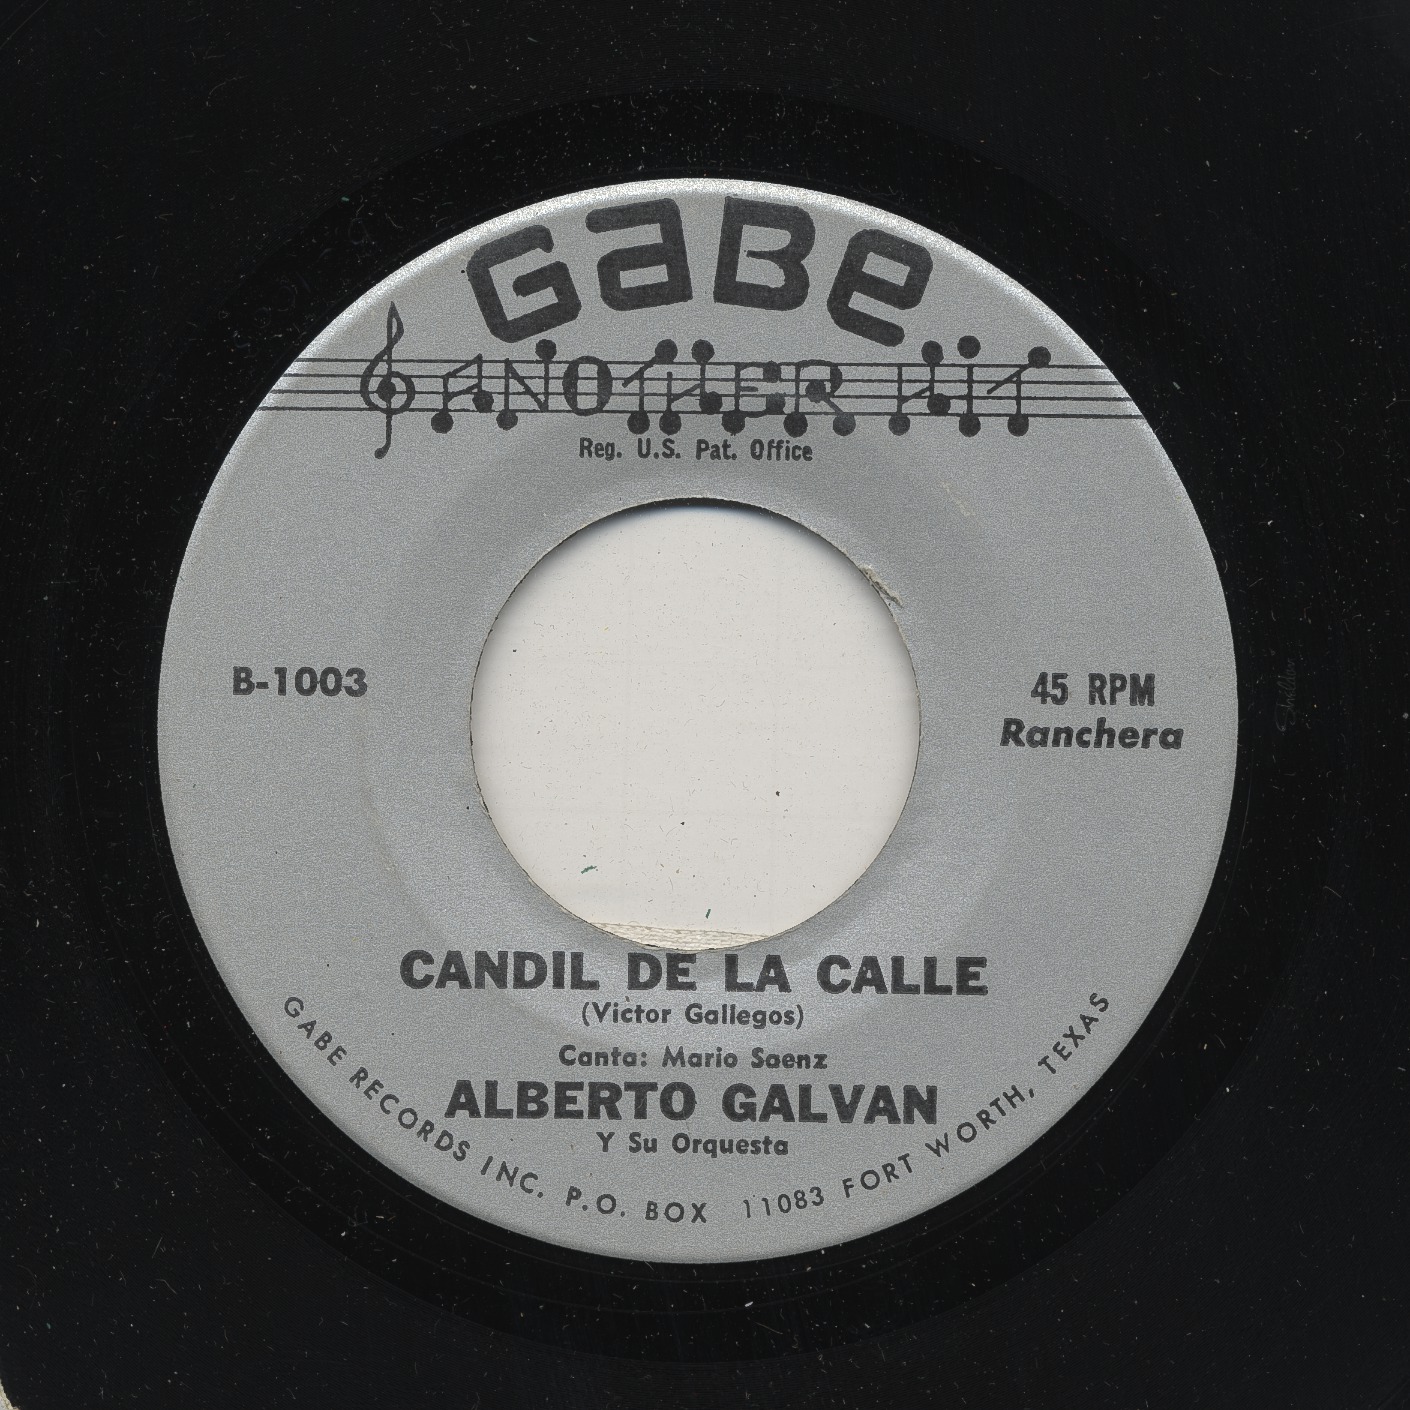 GaBe
ANOTHER HIT
Reg. U.S. Pat. Office
B-1003
45 RPM
Ranchera
CANDIL DE LA CALLE
(Victor Gallegos)
Canta: Mario Saenz
ALBERTO GALVAN
Y Su Orquesta
GABE RECORDS INC. P.O. BOX 11083 FORT WORTH, TEXAS